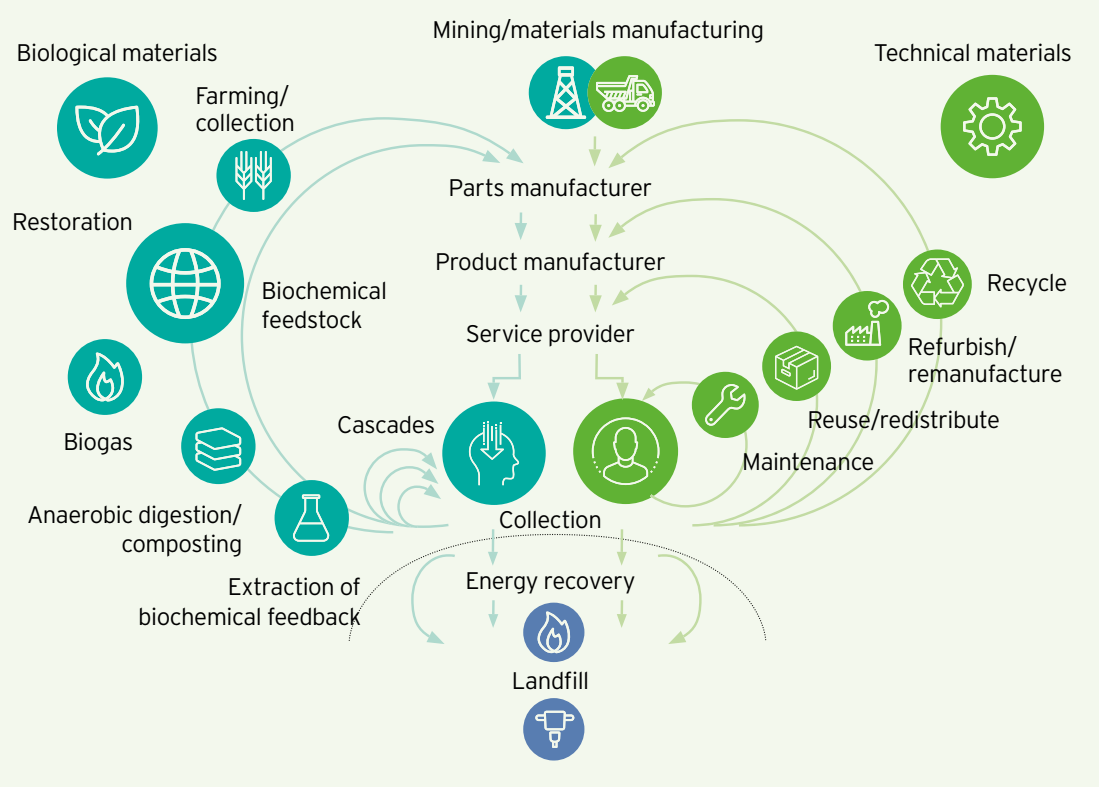 Mining/materials manufacturing
Biological materials
Technical materials
Farming/
collection
Parts manufacturer
Restoration
Product manufacturer
Biochemical
feedstock
Recycle
Service provider
Refurbish/
remanufacture
Reuse/redistribute
Cascades
Biogas
Maintenance
Anaerobic digestion/
composting
Collection
Extraction of
biochemical feedback
Energy recovery
Landfill